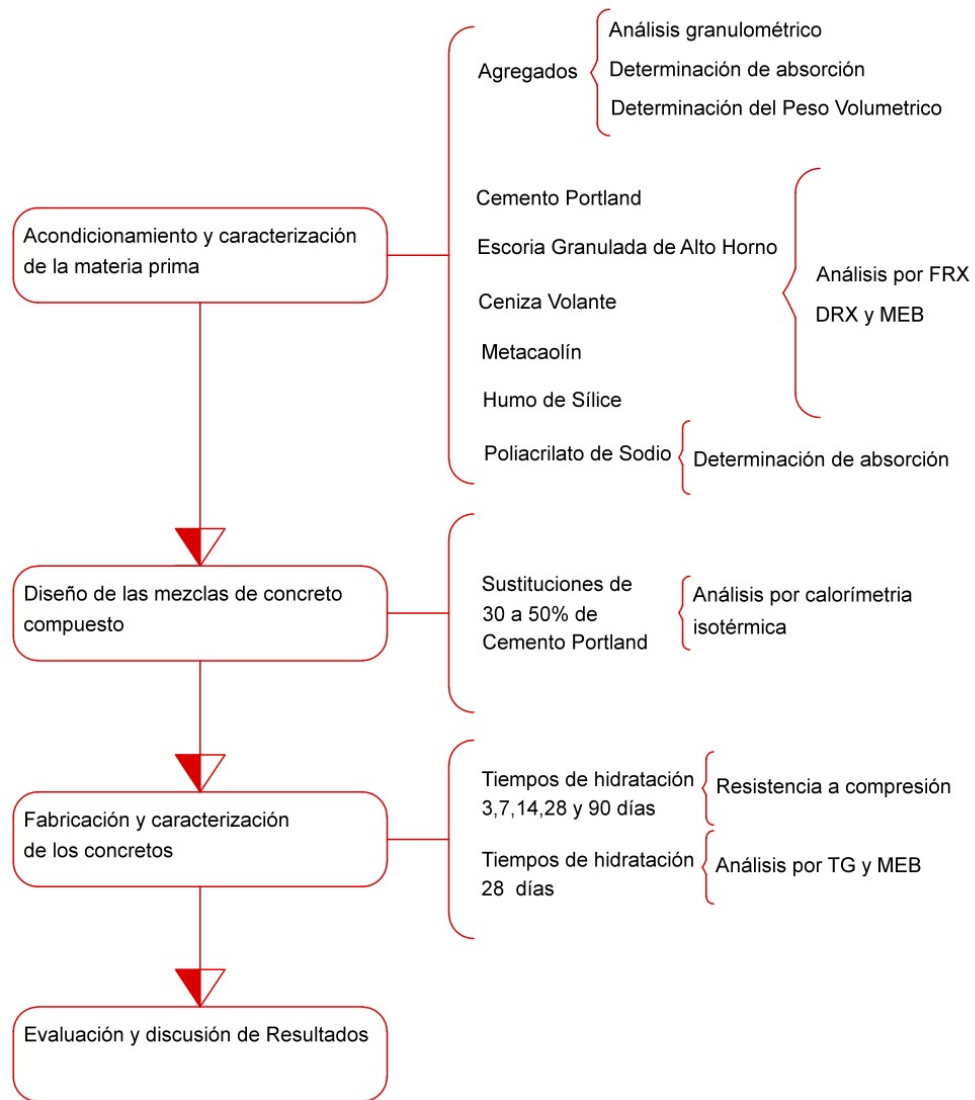 Acondicionamiento y caracterización
de la materia prima
Agregados
Análisis granulométrico
Determinación de absorción
Determinación del Peso Volumetrico
Cemento Portland
Escoria Granulada de Alto Horno
Ceniza Volante
Metacaolín
Humo de Sílice
Análisis por FRX
DRX y MEB
Poliacrilato de Sodio
Determinación de absorción
Diseño de las mezclas de concreto
compuesto
Sustituciones de
30 a 50% de
Cemento Portland
Análisis por calorímetria
isotérmica
Fabricación y caracterización
de los concretos
Tiempos de hidratación
3,7,14,28 y 90 días
Resistencia a compresión
Tiempos de hidratación
28 días
Análisis por TG y MEB
Evaluación y discusión de Resultados